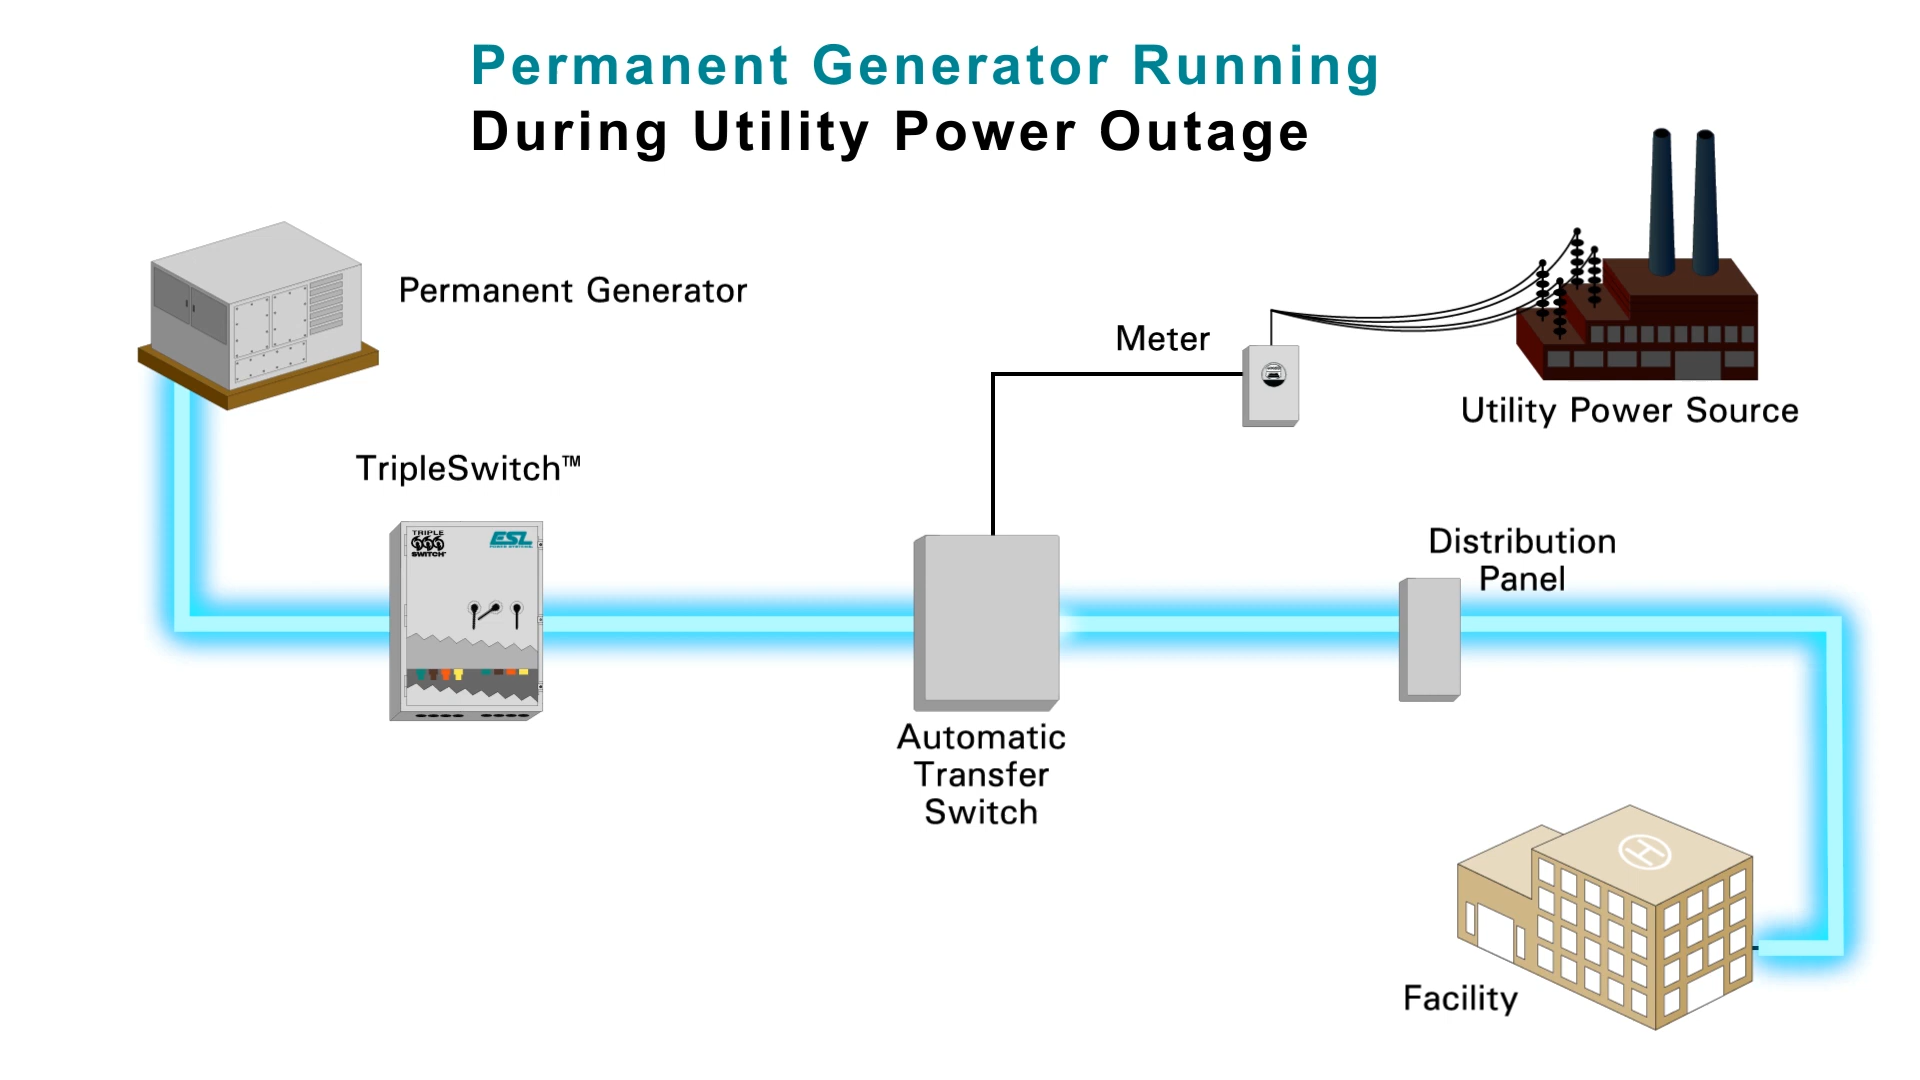 Permanent Generator Running
During Utility Power Outage
Permanent Generator
Meter
Utility Power Source
TripleSwitch™
TRIPLE
SWITCH
ESL
Distribution
Panel
Automatic
Transfer
Switch
H
Facility